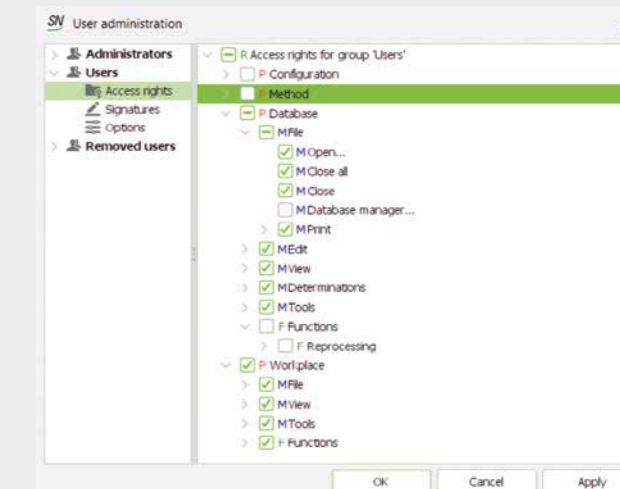 SN User administration
Administrators
Users
Access rights
Signatures
Options
Removed users
R Access rights for group 'Users'
P Configuration
P Method
P Database
M File
M Open...
M Close all
M Close
M Database manager...
M Print
M Edit
M View
M Determinations
M Tools
F Functions
F Reprocessing
P Workplace
M File
M View
M Tools
F Functions
OK Cancel Apply